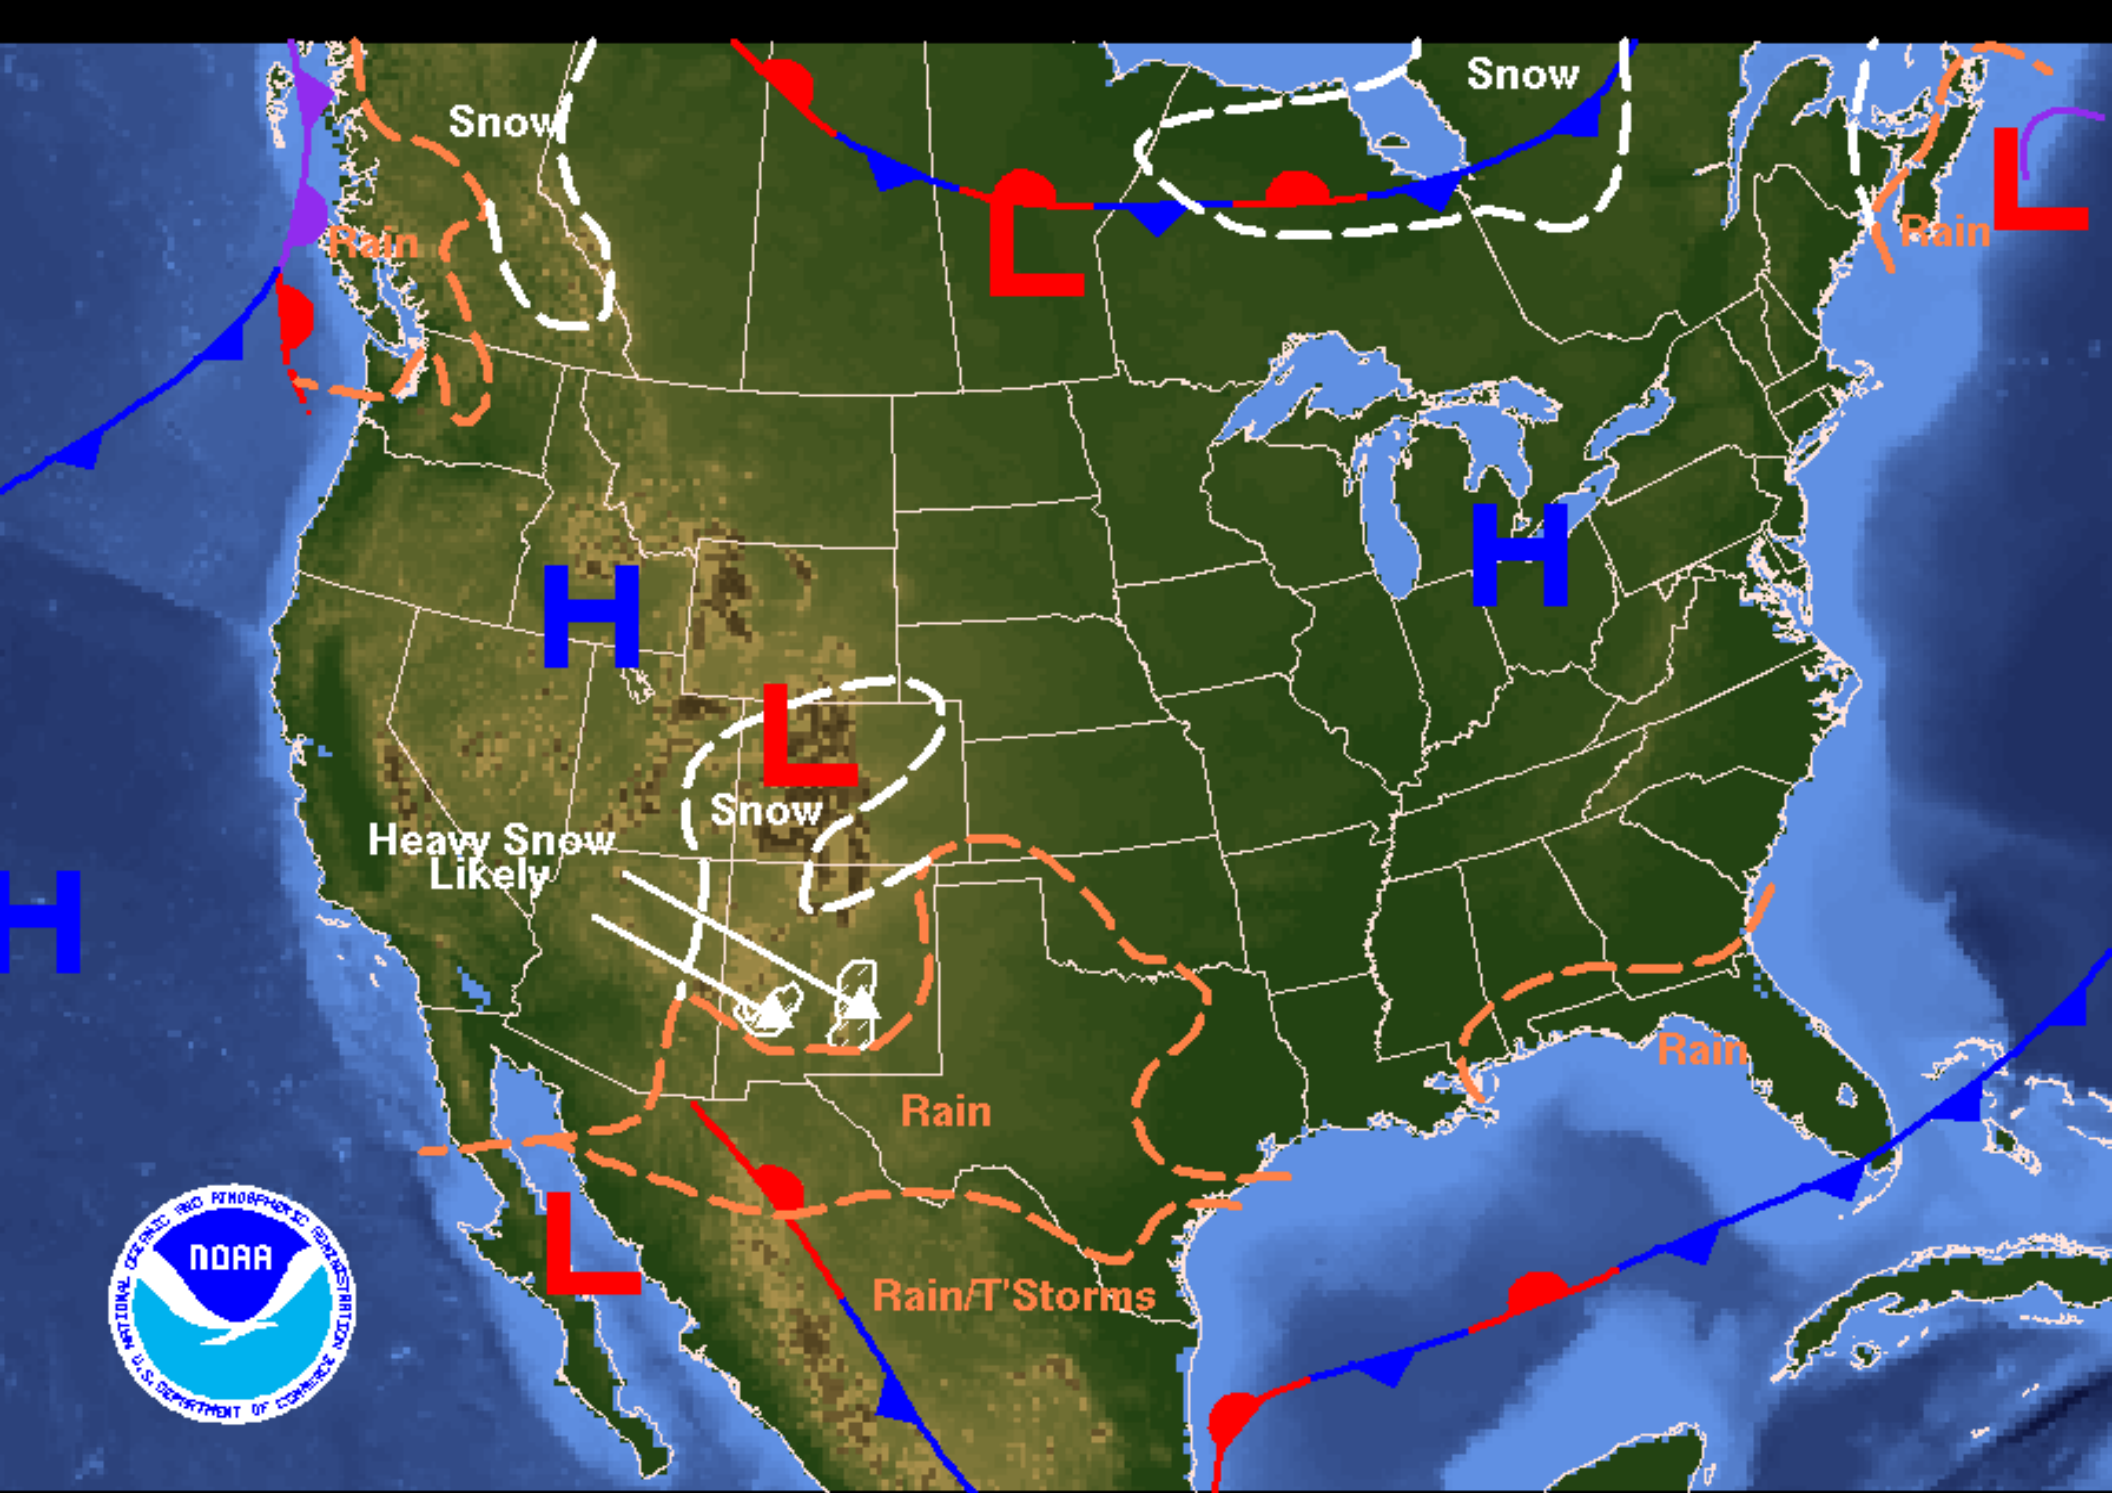 Snow
Snow
L
Rain
Rain
L
H
H
L
Snow
Heavy Snow
Likely
H
Rain
Rain
L
Rain/T'Storms
NOAA
NATIONAL OCEANIC AND ATMOSPHERIC ADMINISTRATION
U.S. DEPARTMENT OF COMMERCE